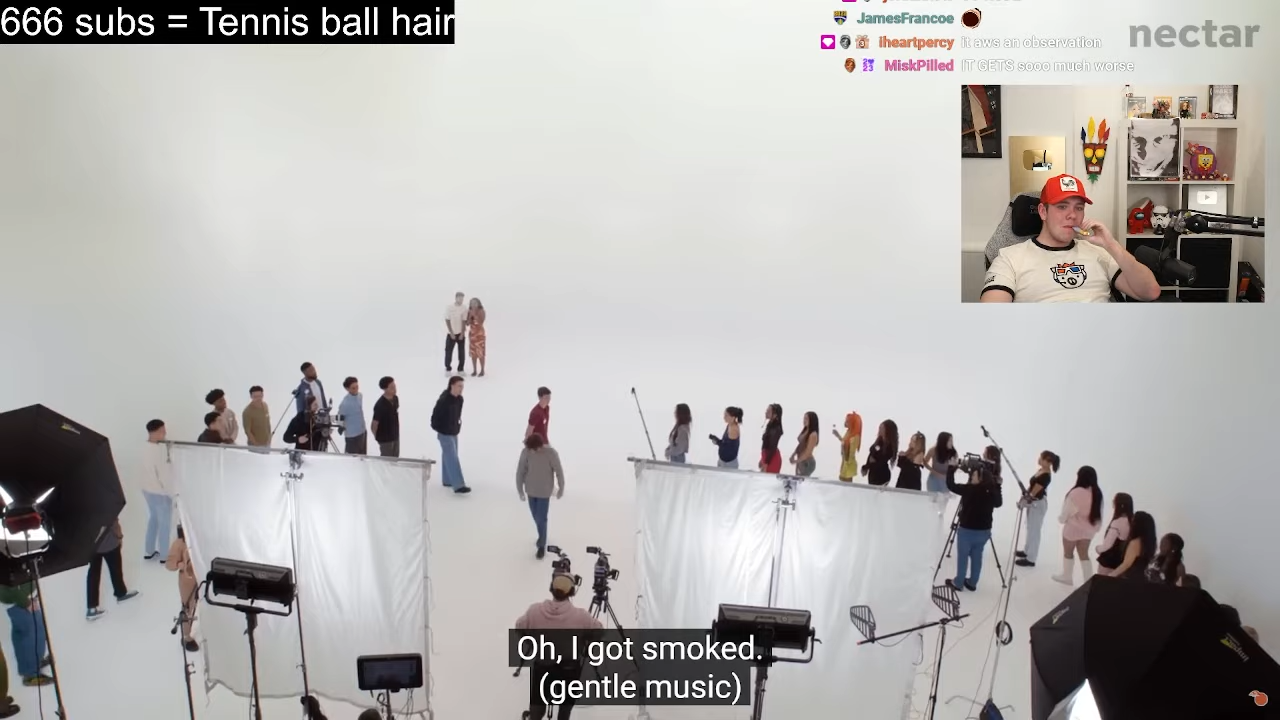 666 subs = Tennis ball hair
JamesFrancoe
iheartpercy It aws an observation
MiskPilled IT GETS sooo much worse
nectar
Oh, I got smoked.
(gentle music)